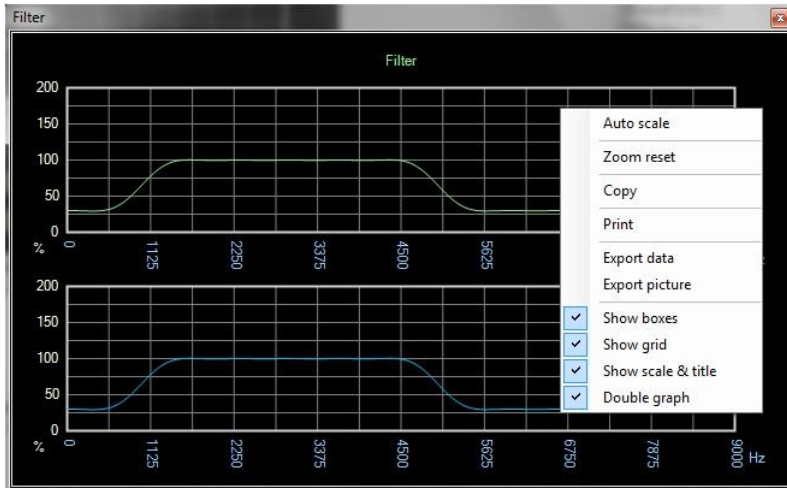 Filter
Filter
200
150
100
50
0
%
0 1125 2250 3375 4500 5625
Auto scale
Zoom reset
Copy
Print
Export data
Export picture
Show boxes
Show grid
Show scale & title
Double graph
200
150
100
50
0
%
0 1125 2250 3375 4500 5625 6750 7875 9000 Hz